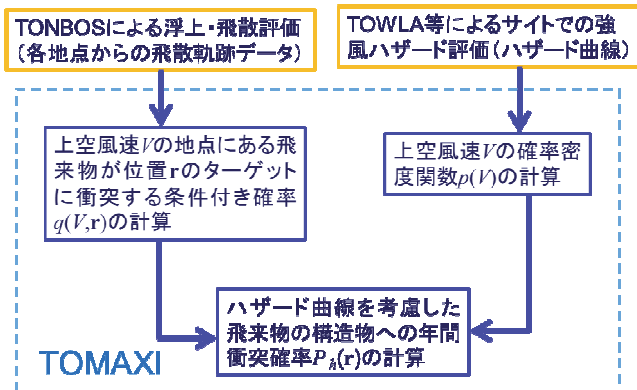 TONBOSによる浮上・飛散評価
（各地点からの飛散軌跡データ）
TOWLA等によるサイトでの強
風ハザード評価（ハザード曲線）
上空風速Vの地点にある飛
来物が位置rのターゲット
に衝突する条件付き確率
q(V,r)の計算
上空風速Vの確率密
度関数p(V)の計算
ハザード曲線を考慮した
飛来物の構造物への年間
衝突確率Pℏ(r)の計算
TOMAXI